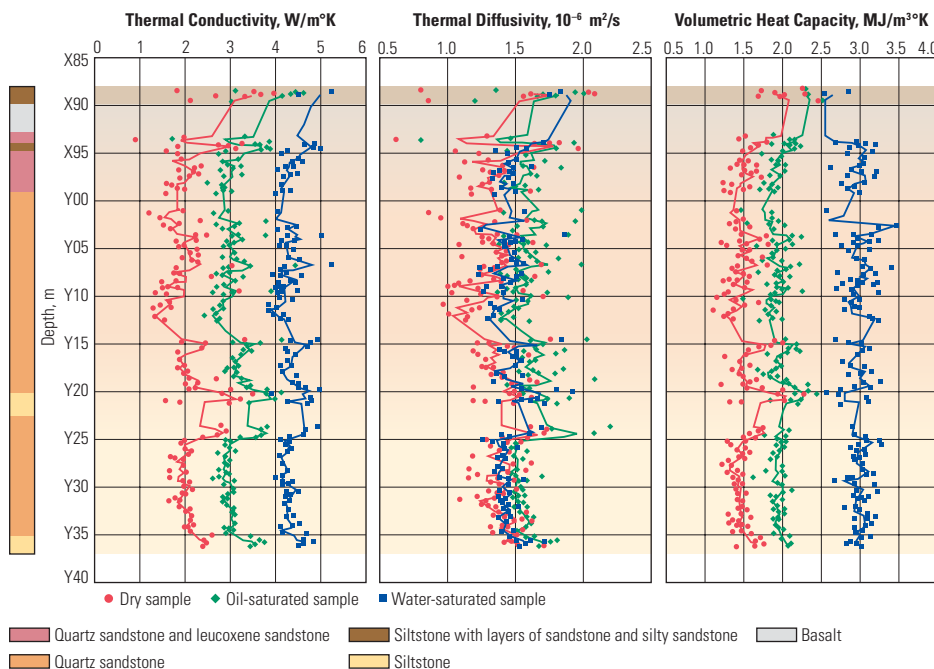 Thermal Conductivity, W/m°K
Thermal Diffusivity, 10⁻⁶ m²/s
Volumetric Heat Capacity, MJ/m³°K
0 1 2 3 4 5 6
0.5 1.0 1.5 2.0 2.5
0.5 1.0 1.5 2.0 2.5 3.0 3.5 4.0
X85
X90
X95
Y00
Y05
Y10
Y15
Y20
Y25
Y30
Y35
Y40
Depth, m
Dry sample
Oil-saturated sample
Water-saturated sample
Quartz sandstone and leucoxene sandstone
Siltstone with layers of sandstone and silty sandstone
Basalt
Quartz sandstone
Siltstone